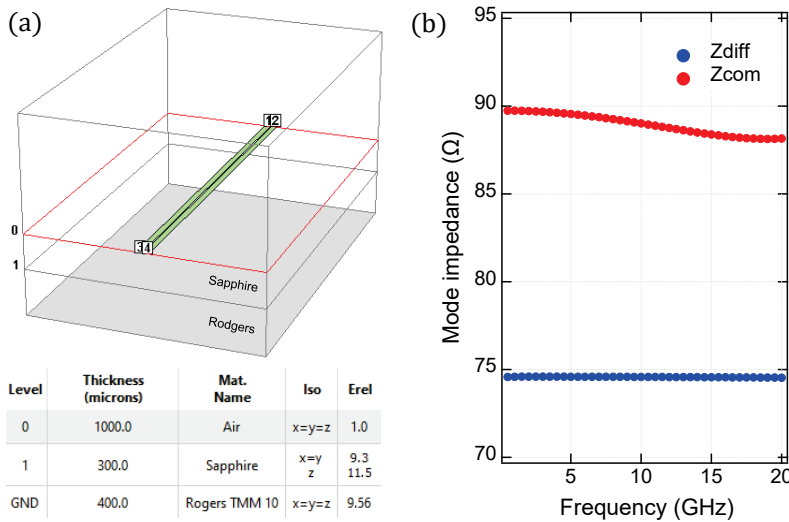 (a)
12
34
0
1
Sapphire
Rodgers
Level Thickness (microns) Mat. Name Iso Erel
0 1000.0 Air x=y=z 1.0
1 300.0 Sapphire x=y z 9.3 11.5
GND 400.0 Rogers TMM 10 x=y=z 9.56
(b)
95
90
85
80
75
70
Mode impedance (Ω)
Zdiff
Zcom
5 10 15 20
Frequency (GHz)